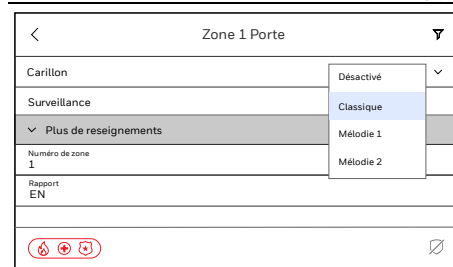 Zone 1 Porte
Carillon
Désactivé
Surveillance
Classique
Plus de reseignements
Mélodie 1
Numéro de zone
1
Mélodie 2
Rapport
EN